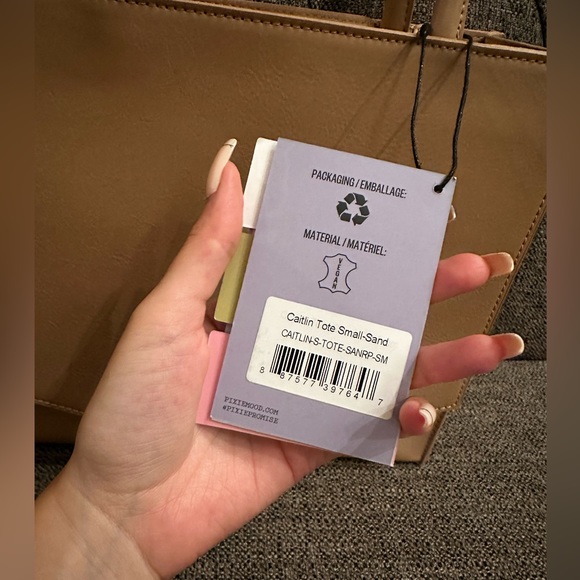 PACKAGING / EMBALLAGE:
MATERIAL / MATÉRIEL:
VEGAN
Caitlin Tote Small-Sand
CAITLIN-S-TOTE-SANRP-SM
8 87577 39764 7
PIXIEMOOD.COM
#PIXIEPROMISE